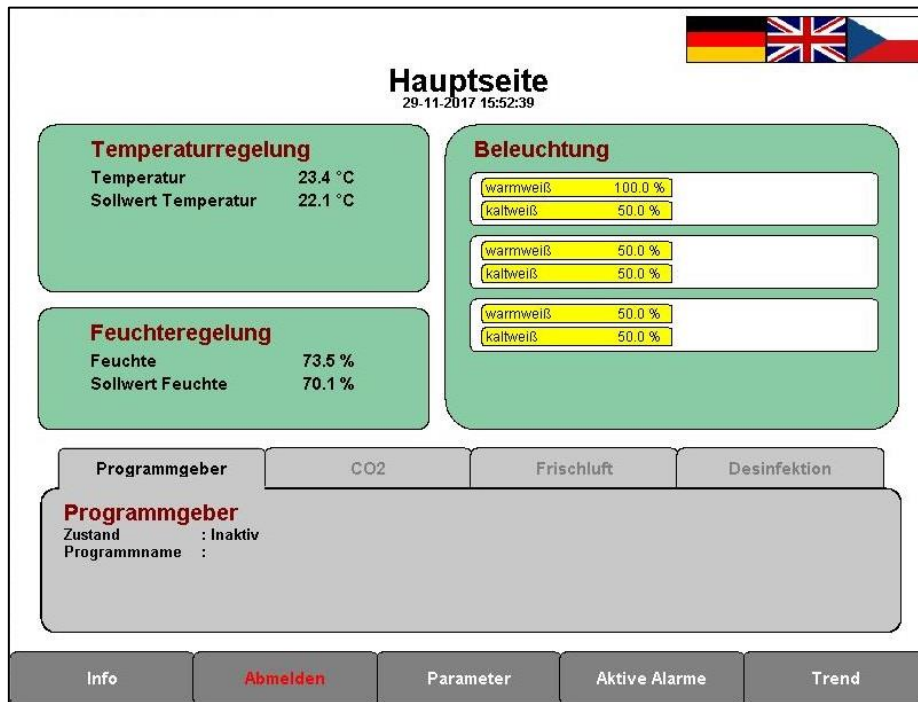 Hauptseite
29-11-2017 15:52:39
Temperaturregelung
Temperatur 23.4 °C
Sollwert Temperatur 22.1 °C
Feuchteregelung
Feuchte 73.5 %
Sollwert Feuchte 70.1 %
Beleuchtung
warmweiß 100.0 %
kaltweiß 50.0 %
warmweiß 50.0 %
kaltweiß 50.0 %
warmweiß 50.0 %
kaltweiß 50.0 %
Programmgeber CO2 Frischluft Desinfektion
Programmgeber
Zustand : Inaktiv
Programmname :
Info Abmelden Parameter Aktive Alarme Trend